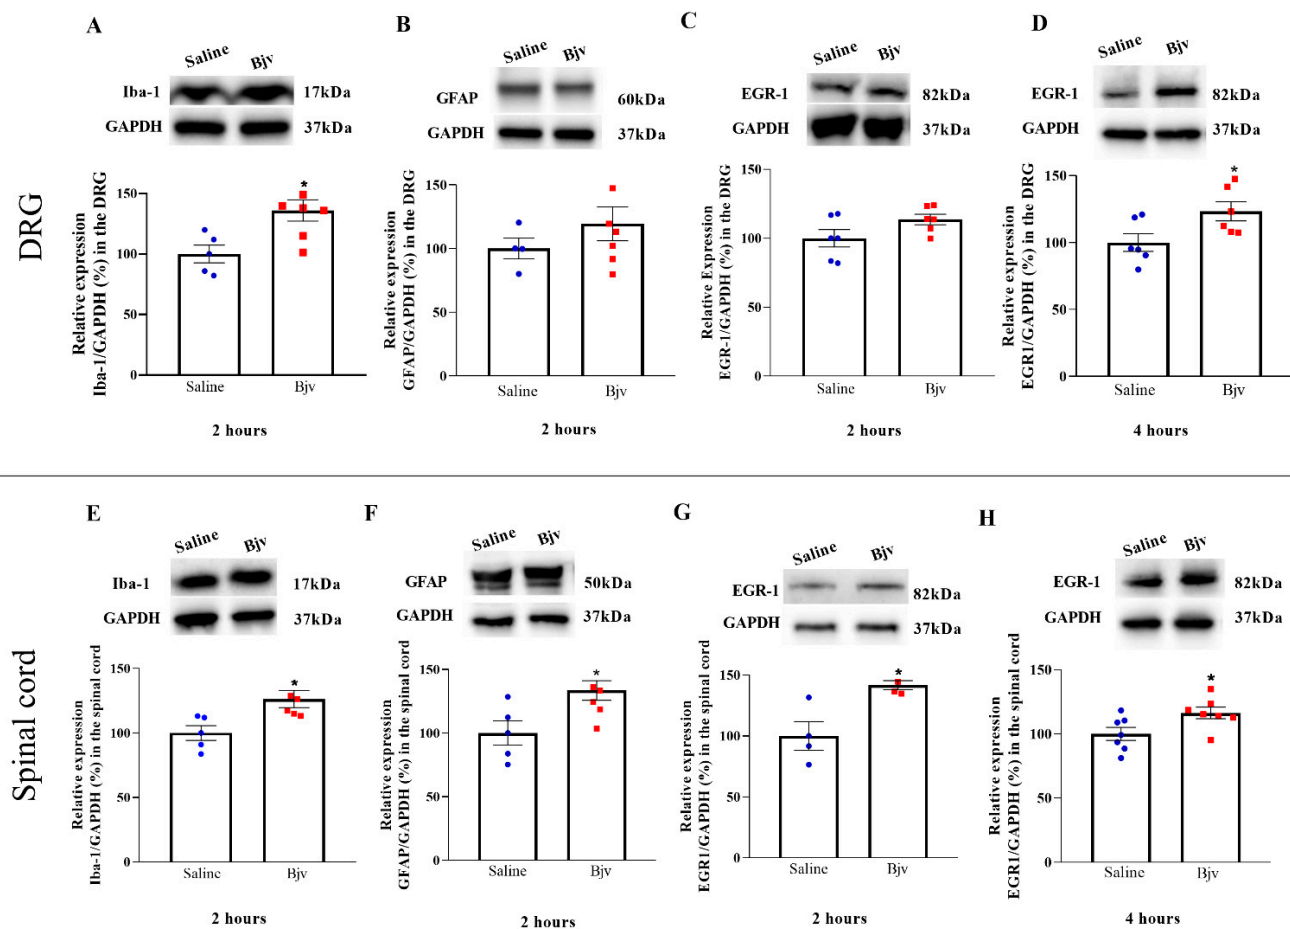 A
Saline Bjv
Iba-1 17kDa
GAPDH 37kDa
Relative expression
Iba-1/GAPDH (%) in the DRG
150
100
50
0
Saline Bjv
2 hours
B
Saline Bjv
GFAP 60kDa
GAPDH 37kDa
Relative expression
GFAP/GAPDH (%) in the DRG
150
100
50
0
Saline Bjv
2 hours
C
Saline Bjv
EGR-1 82kDa
GAPDH 37kDa
Relative Expression
EGR-1/GAPDH (%) in the DRG
150
100
50
0
Saline Bjv
2 hours
D
Saline Bjv
EGR-1 82kDa
GAPDH 37kDa
Relative expression
EGR1/GAPDH (%) in the DRG
150
100
50
0
*
Saline Bjv
4 hours
DRG
*
E
Saline Bjv
Iba-1 17kDa
GAPDH 37kDa
Relative expression
Iba-1/GAPDH (%) in the spinal cord
150
100
50
0
*
Saline Bjv
2 hours
F
Saline Bjv
GFAP 50kDa
GAPDH 37kDa
Relative expression
GFAP/GAPDH (%) in the spinal cord
150
100
50
0
*
Saline Bjv
2 hours
G
Saline Bjv
EGR-1 82kDa
GAPDH 37kDa
Relative expression
EGR1/GAPDH (%) in the spinal cord
150
100
50
0
*
Saline Bjv
2 hours
H
Saline Bjv
EGR-1 82kDa
GAPDH 37kDa
Relative expression
EGR1/GAPDH (%) in the spinal cord
150
100
50
0
*
Saline Bjv
4 hours
Spinal cord